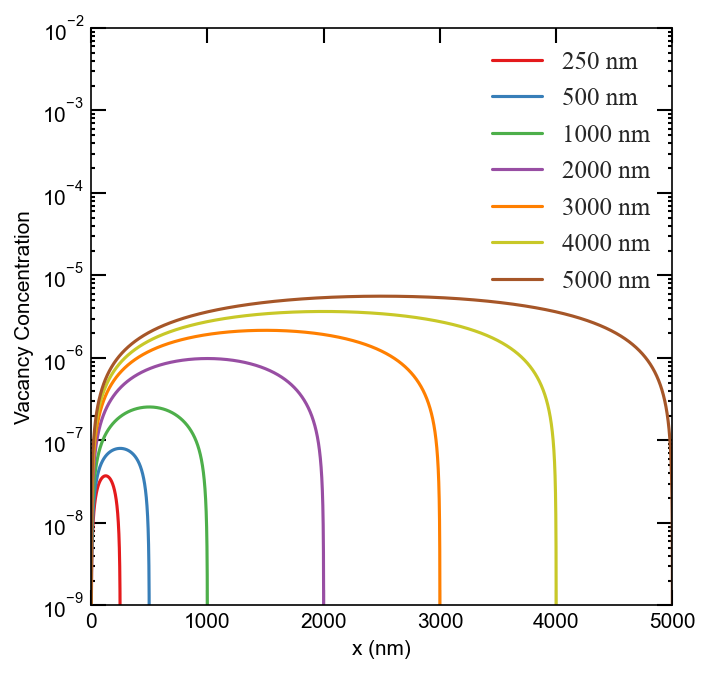 10⁻²
10⁻³
10⁻⁴
10⁻⁵
10⁻⁶
10⁻⁷
10⁻⁸
10⁻⁹
Vacancy Concentration
250 nm
500 nm
1000 nm
2000 nm
3000 nm
4000 nm
5000 nm
0 1000 2000 3000 4000 5000
x (nm)